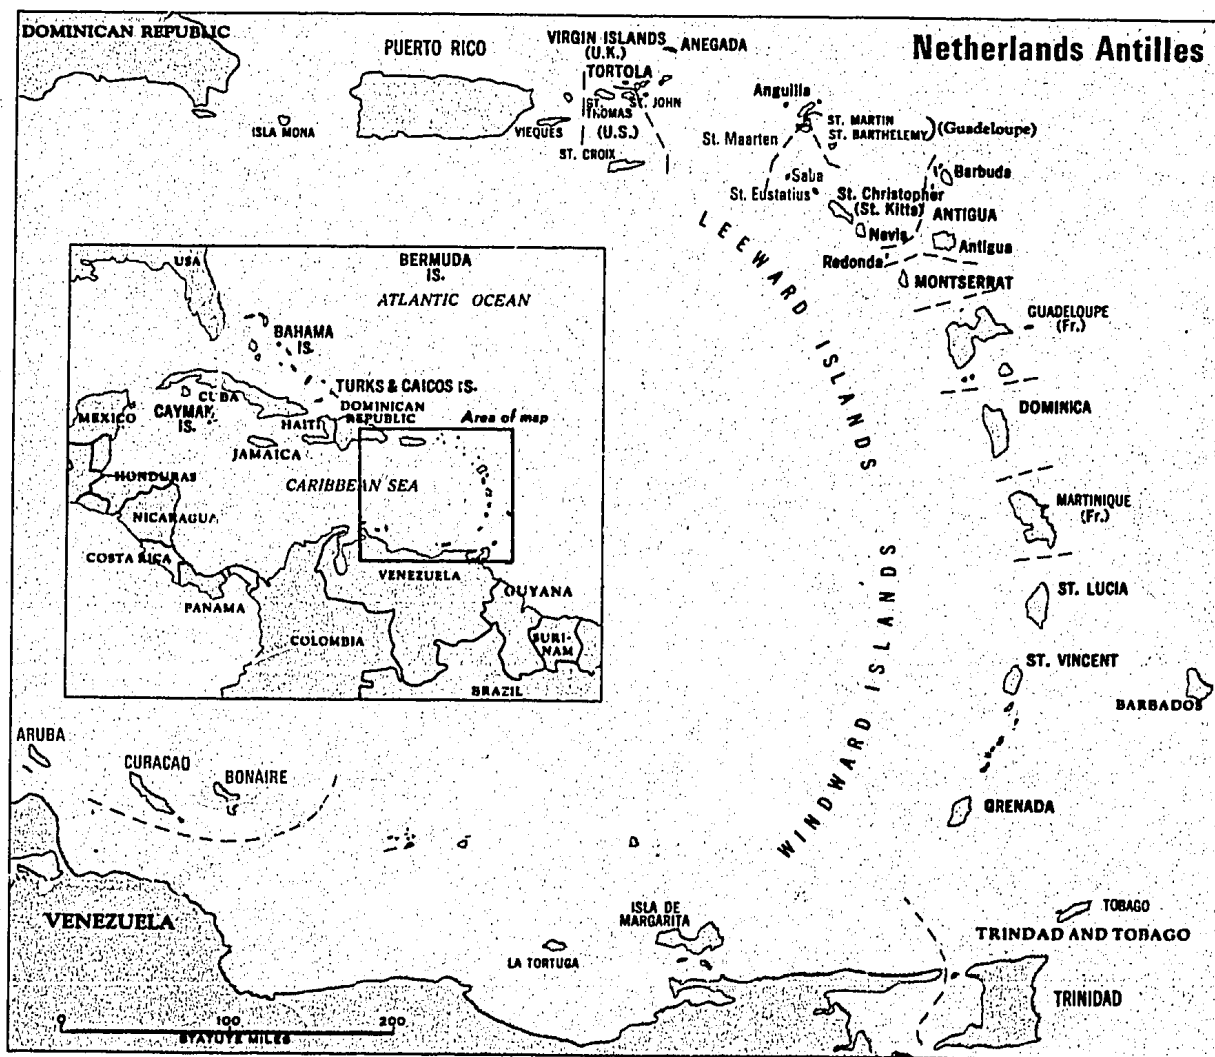 Netherlands Antilles
DOMINICAN REPUBLIC
PUERTO RICO
VIRGIN ISLANDS
(U.K.)
ANEGADA
TORTOLA
ST.
THOMAS
ST. JOHN
(U.S.)
ISLA MONA
VIEQUES
ST. CROIX
Anguilla
ST. MARTIN
ST. BARTHELEMY
(Guadeloupe)
St. Maarten
Saba
St. Eustatius
Barbuda
St. Christopher
(St. Kitts)
ANTIGUA
Nevis
Antigua
Redonda
MONTSERRAT
LEEWARD ISLANDS
GUADELOUPE
(Fr.)
DOMINICA
MARTINIQUE
(Fr.)
WINDWARD ISLANDS
ST. LUCIA
ST. VINCENT
BARBADOS
GRENADA
USA
BERMUDA
IS.
ATLANTIC OCEAN
BAHAMA
IS.
TURKS & CAICOS IS.
CUBA
DOMINICAN
REPUBLIC
Area of map
MEXICO
CAYMAN
IS.
HAITI
JAMAICA
CARIBBEAN SEA
HONDURAS
NICARAGUA
COSTA RICA
PANAMA
VENEZUELA
GUYANA
COLOMBIA
SURI-
NAM
BRAZIL
ARUBA
CURACAO
BONAIRE
VENEZUELA
ISLA DE
MARGARITA
LA TORTUGA
TOBAGO
TRINIDAD AND TOBAGO
TRINIDAD
0 100 200
STATUTE MILES